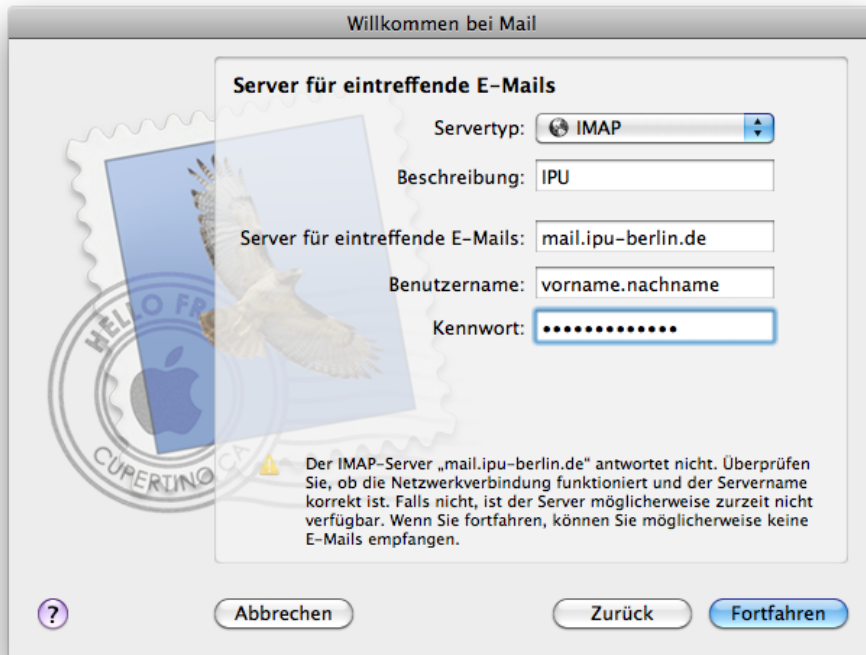 Willkommen bei Mail
Server für eintreffende E-Mails
Servertyp: IMAP
Beschreibung: IPU
Server für eintreffende E-Mails: mail.ipu-berlin.de
Benutzername: vorname.nachname
Kennwort: •••••••••••••
HELLO FR
CUPERTINO CA
Der IMAP-Server „mail.ipu-berlin.de“ antwortet nicht. Überprüfen
Sie, ob die Netzwerkverbindung funktioniert und der Servername
korrekt ist. Falls nicht, ist der Server möglicherweise zurzeit nicht
verfügbar. Wenn Sie fortfahren, können Sie möglicherweise keine
E-Mails empfangen.
? Abbrechen Zurück Fortfahren